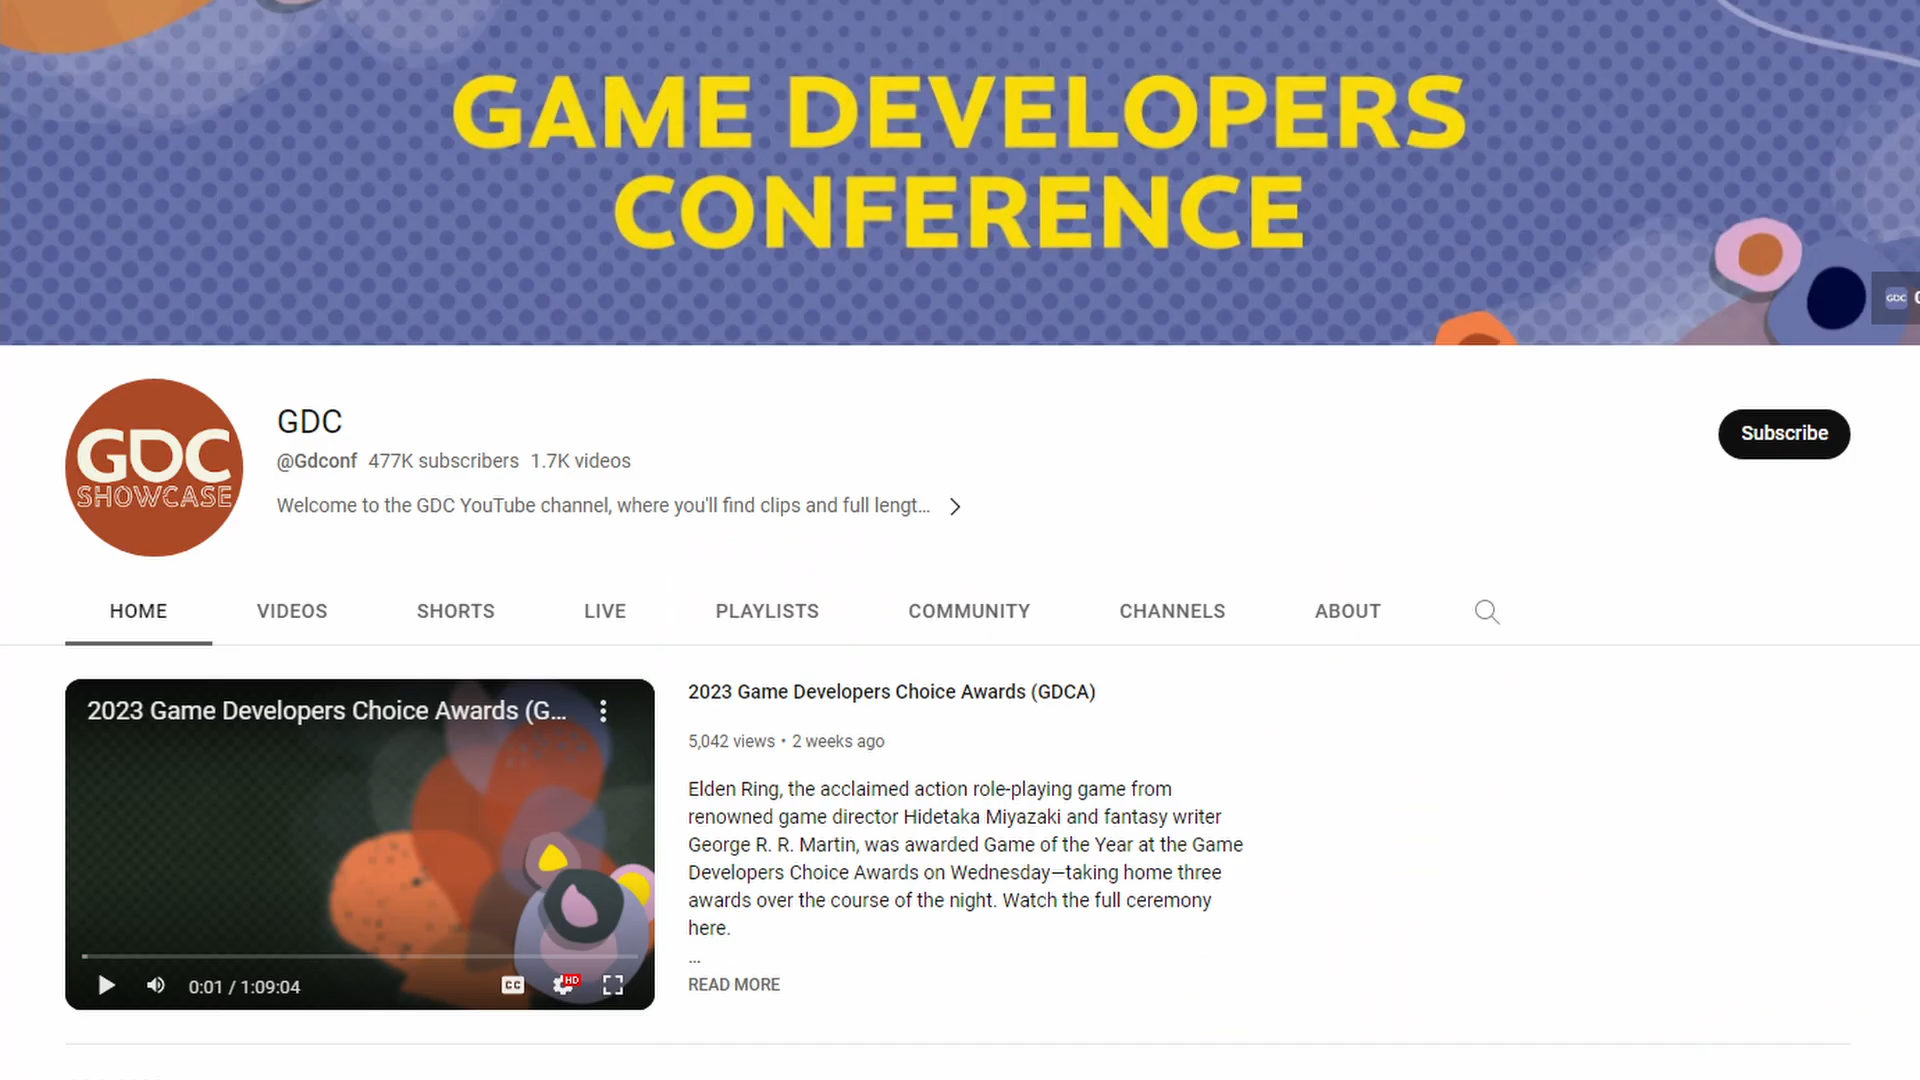 GAME DEVELOPERS
CONFERENCE
GDC
GDC
SHOWCASE
GDC
@Gdconf 477K subscribers 1.7K videos
Subscribe
Welcome to the GDC YouTube channel, where you'll find clips and full lengt...
HOME VIDEOS SHORTS LIVE PLAYLISTS COMMUNITY CHANNELS ABOUT
2023 Game Developers Choice Awards (G...
0:01 / 1:09:04
CC
HD
2023 Game Developers Choice Awards (GDCA)
5,042 views • 2 weeks ago
Elden Ring, the acclaimed action role-playing game from
renowned game director Hidetaka Miyazaki and fantasy writer
George R. R. Martin, was awarded Game of the Year at the Game
Developers Choice Awards on Wednesday—taking home three
awards over the course of the night. Watch the full ceremony
here.
...
READ MORE